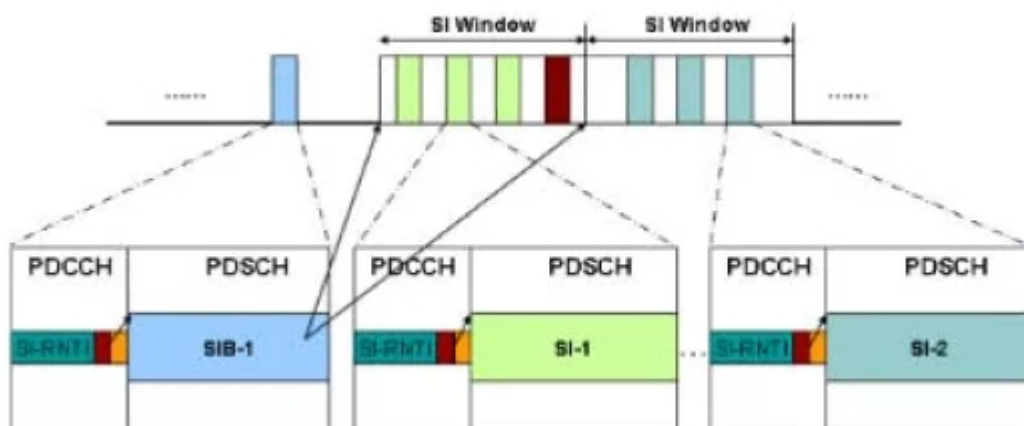 SI Window SI Window
...... ......
PDCCH PDSCH PDCCH PDSCH PDCCH PDSCH
SI-RNTI SIB-1 SI-RNTI SI-1 .... SI-RNTI SI-2